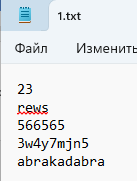 1.txt
Файл
Изменить
23
rews
566565
3w4y7mjn5
abrakadabra